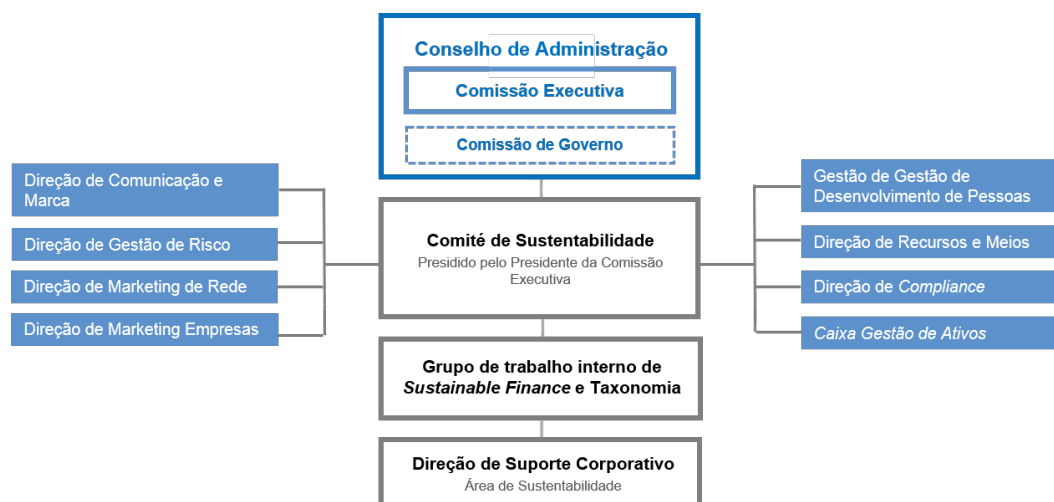 Conselho de Administração
Comissão Executiva
Comissão de Governo
Direção de Comunicação e
Marca
Direção de Gestão de Risco
Direção de Marketing de Rede
Direção de Marketing Empresas
Comité de Sustentabilidade
Presidido pelo Presidente da Comissão
Executiva
Gestão de Gestão de
Desenvolvimento de Pessoas
Direção de Recursos e Meios
Direção de Compliance
Caixa Gestão de Ativos
Grupo de trabalho interno de
Sustainable Finance e Taxonomia
Direção de Suporte Corporativo
Área de Sustentabilidade